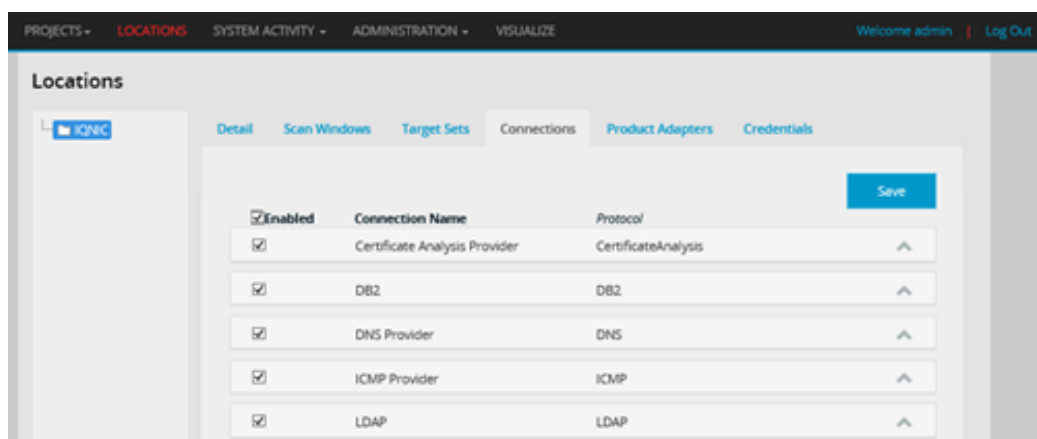 PROJECTS LOCATIONS SYSTEM ACTIVITY ADMINISTRATION VISUALIZE Welcome admin | Log Out
Locations
IQNIC
Detail Scan Windows Target Sets Connections Product Adapters Credentials
Save
Enabled Connection Name Protocol
Certificate Analysis Provider CertificateAnalysis
DB2 DB2
DNS Provider DNS
ICMP Provider ICMP
LDAP LDAP